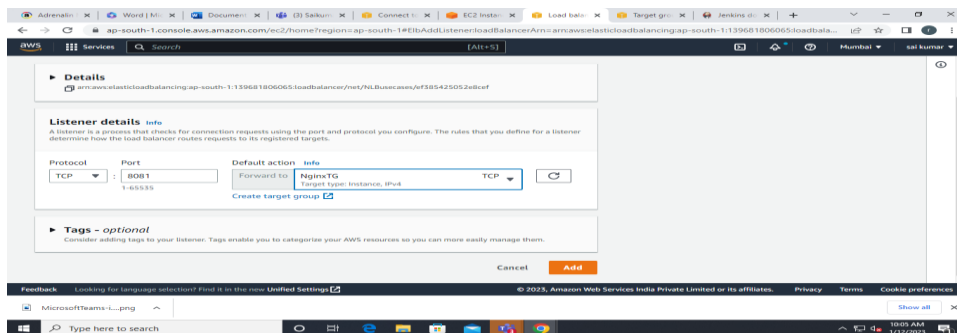 Adrenalin
Word | Mi
Document
(3) Saikum
Connect to
EC2 Instan
Load balan
Target gro
Jenkins do
ap-south-1.console.aws.amazon.com/ec2/home?region=ap-south-1#ElbAddListener:loadBalancerArn=arn:aws:elasticloadbalancing:ap-south-1:139681806065:loadbala...
aws Services Search [Alt+S] Mumbai sai kumar
Details
arn:aws:elasticloadbalancing:ap-south-1:139681806065:loadbalancer/net/NLBusecases/ef385425052e8cef
Listener details Info
A listener is a process that checks for connection requests using the port and protocol you configure. The rules that you define for a listener
determine how the load balancer routes requests to its registered targets.
Protocol Port Default action Info
TCP : 8081 Forward to NginxTG TCP
1-65535 Target type: Instance, IPv4
Create target group
Tags - optional
Consider adding tags to your listener. Tags enable you to categorize your AWS resources so you can more easily manage them.
Cancel Add
Feedback Looking for language selection? Find it in the new Unified Settings © 2023, Amazon Web Services India Private Limited or its affiliates. Privacy Terms Cookie preferences
MicrosoftTeams-i....png Show all
Type here to search 10:05 AM
1/12/2023